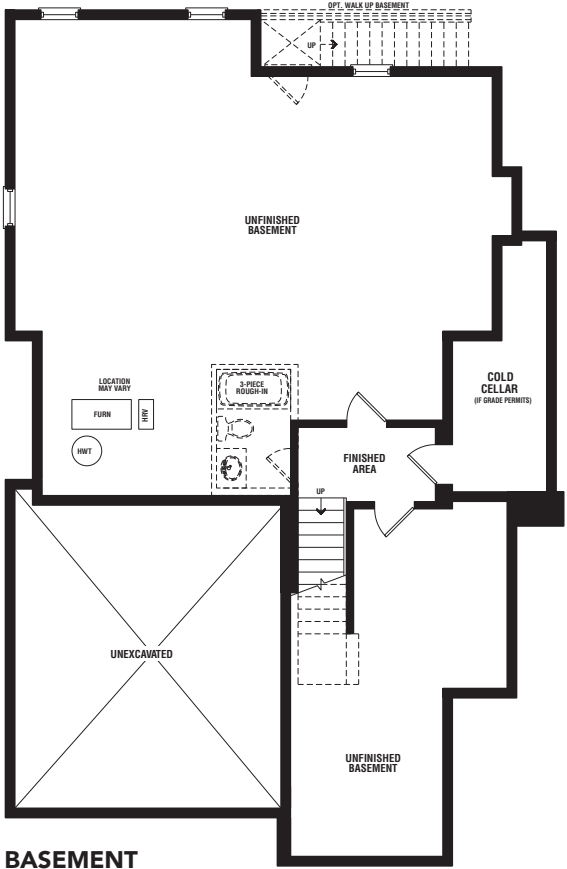 OPT. WALK UP BASEMENT
UP
UNFINISHED
BASEMENT
LOCATION
MAY VARY
FURN
HRV
HWT
3-PIECE
ROUGH-IN
COLD
CELLAR
(IF GRADE PERMITS)
FINISHED
AREA
UP
UNEXCAVATED
UNFINISHED
BASEMENT
BASEMENT